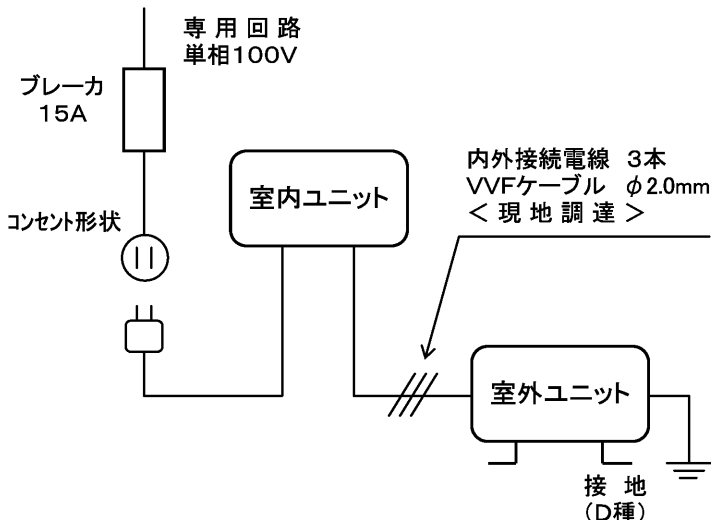 専用回路
単相100V
ブレーカ
15A
コンセント形状
室内ユニット
内外接続電線 3本
VVFケーブル φ2.0mm
＜現地調達＞
室外ユニット
接地
(D種)